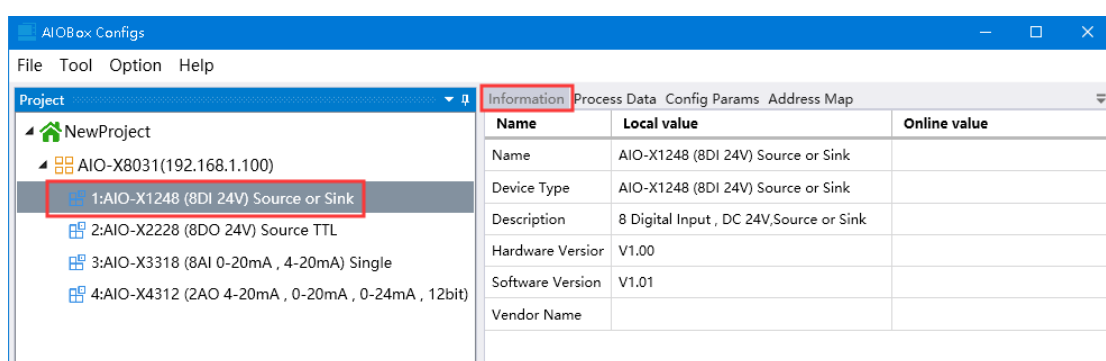 AIOBox Configs
File Tool Option Help
Project
NewProject
AIO-X8031(192.168.1.100)
1:AIO-X1248 (8DI 24V) Source or Sink
2:AIO-X2228 (8DO 24V) Source TTL
3:AIO-X3318 (8AI 0-20mA , 4-20mA) Single
4:AIO-X4312 (2AO 4-20mA , 0-20mA , 0-24mA , 12bit)
Information Process Data Config Params Address Map
Name Local value Online value
Name AIO-X1248 (8DI 24V) Source or Sink
Device Type AIO-X1248 (8DI 24V) Source or Sink
Description 8 Digital Input , DC 24V,Source or Sink
Hardware Versior V1.00
Software Version V1.01
Vendor Name